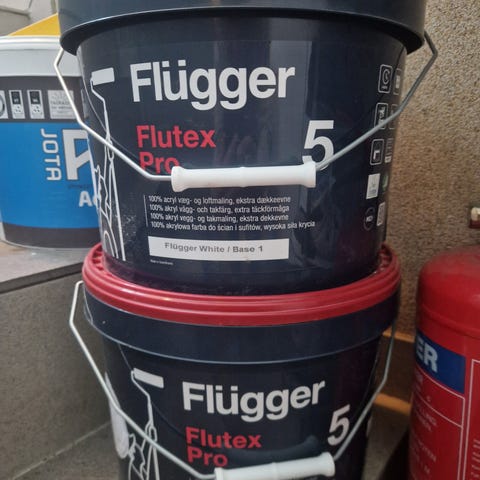 Flügger
Flutex
Pro
5
100% acryl væg- og loftmaling, ekstra dækkeevne
100% akryl vägg- och takfärg, extra täckförmåga
100% akryl vegg- og takmaling, ekstra dekevne
100% akrylowa farba do ścian i sufitów, wysoka siła krycia
Flügger White / Base 1
JOTA
Flügger
Flutex
Pro
5
ER